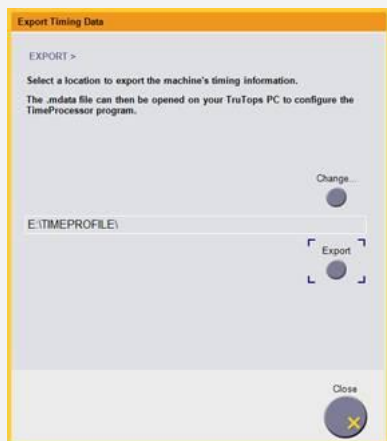 Export Timing Data
EXPORT >
Select a location to export the machine's timing information.
The .mdata file can then be opened on your TruTops PC to configure the
TimeProcessor program.
Change...
E:\TIMEPROFILE\
Export
Close